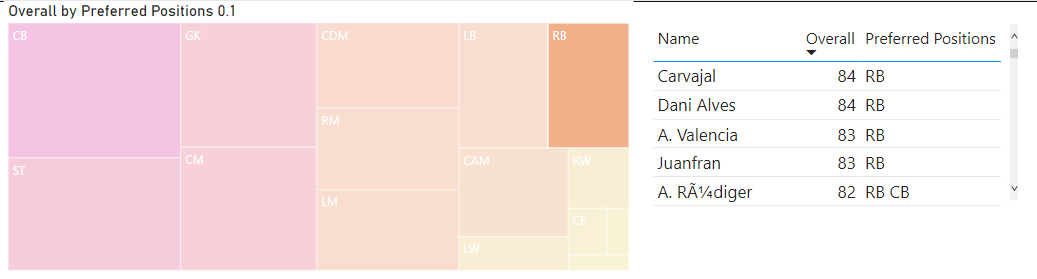 Overall by Preferred Positions 0.1
CB
GK
CDM
LB
RB
RM
ST
CM
CAM
RW
LM
CF
LW
Name Overall Preferred Positions
Carvajal 84 RB
Dani Alves 84 RB
A. Valencia 83 RB
Juanfran 83 RB
A. RÃ¼diger 82 RB CB